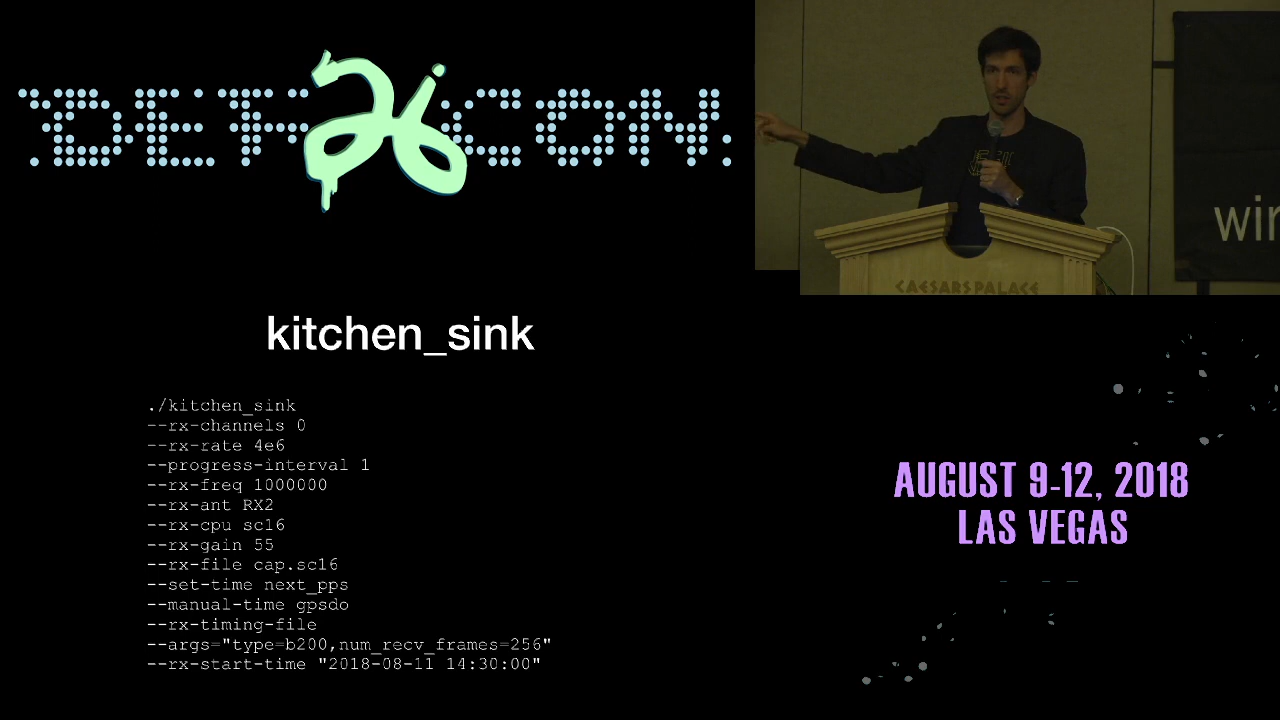 DEF 26 CON
wir
CAESARS PALACE
kitchen_sink
./kitchen_sink
--rx-channels 0
--rx-rate 4e6
--progress-interval 1
--rx-freq 1000000
--rx-ant RX2
--rx-cpu sc16
--rx-gain 55
--rx-file cap.sc16
--set-time next_pps
--manual-time gpsdo
--rx-timing-file
--args="type=b200,num_recv_frames=256"
--rx-start-time "2018-08-11 14:30:00"
AUGUST 9-12, 2018
LAS VEGAS